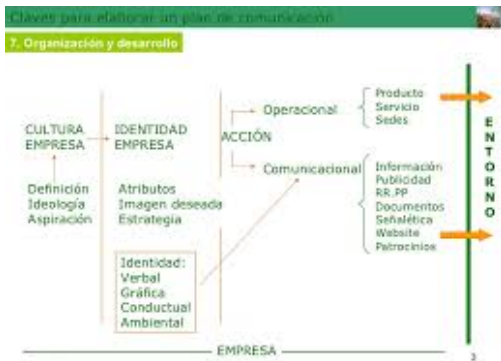 Claves para elaborar un plan de comunicación
7. Organización y desarrollo
CULTURA
EMPRESA
Definición
Ideología
Aspiración
IDENTIDAD
EMPRESA
Atributos
Imagen deseada
Estrategia
Identidad:
Verbal
Gráfica
Conductual
Ambiental
ACCIÓN
Operacional
Producto
Servicio
Sedes
Comunicacional
Información
Publicidad
RR.PP
Documentos
Señalética
Website
Patrocinios
ENTORNO
EMPRESA
3